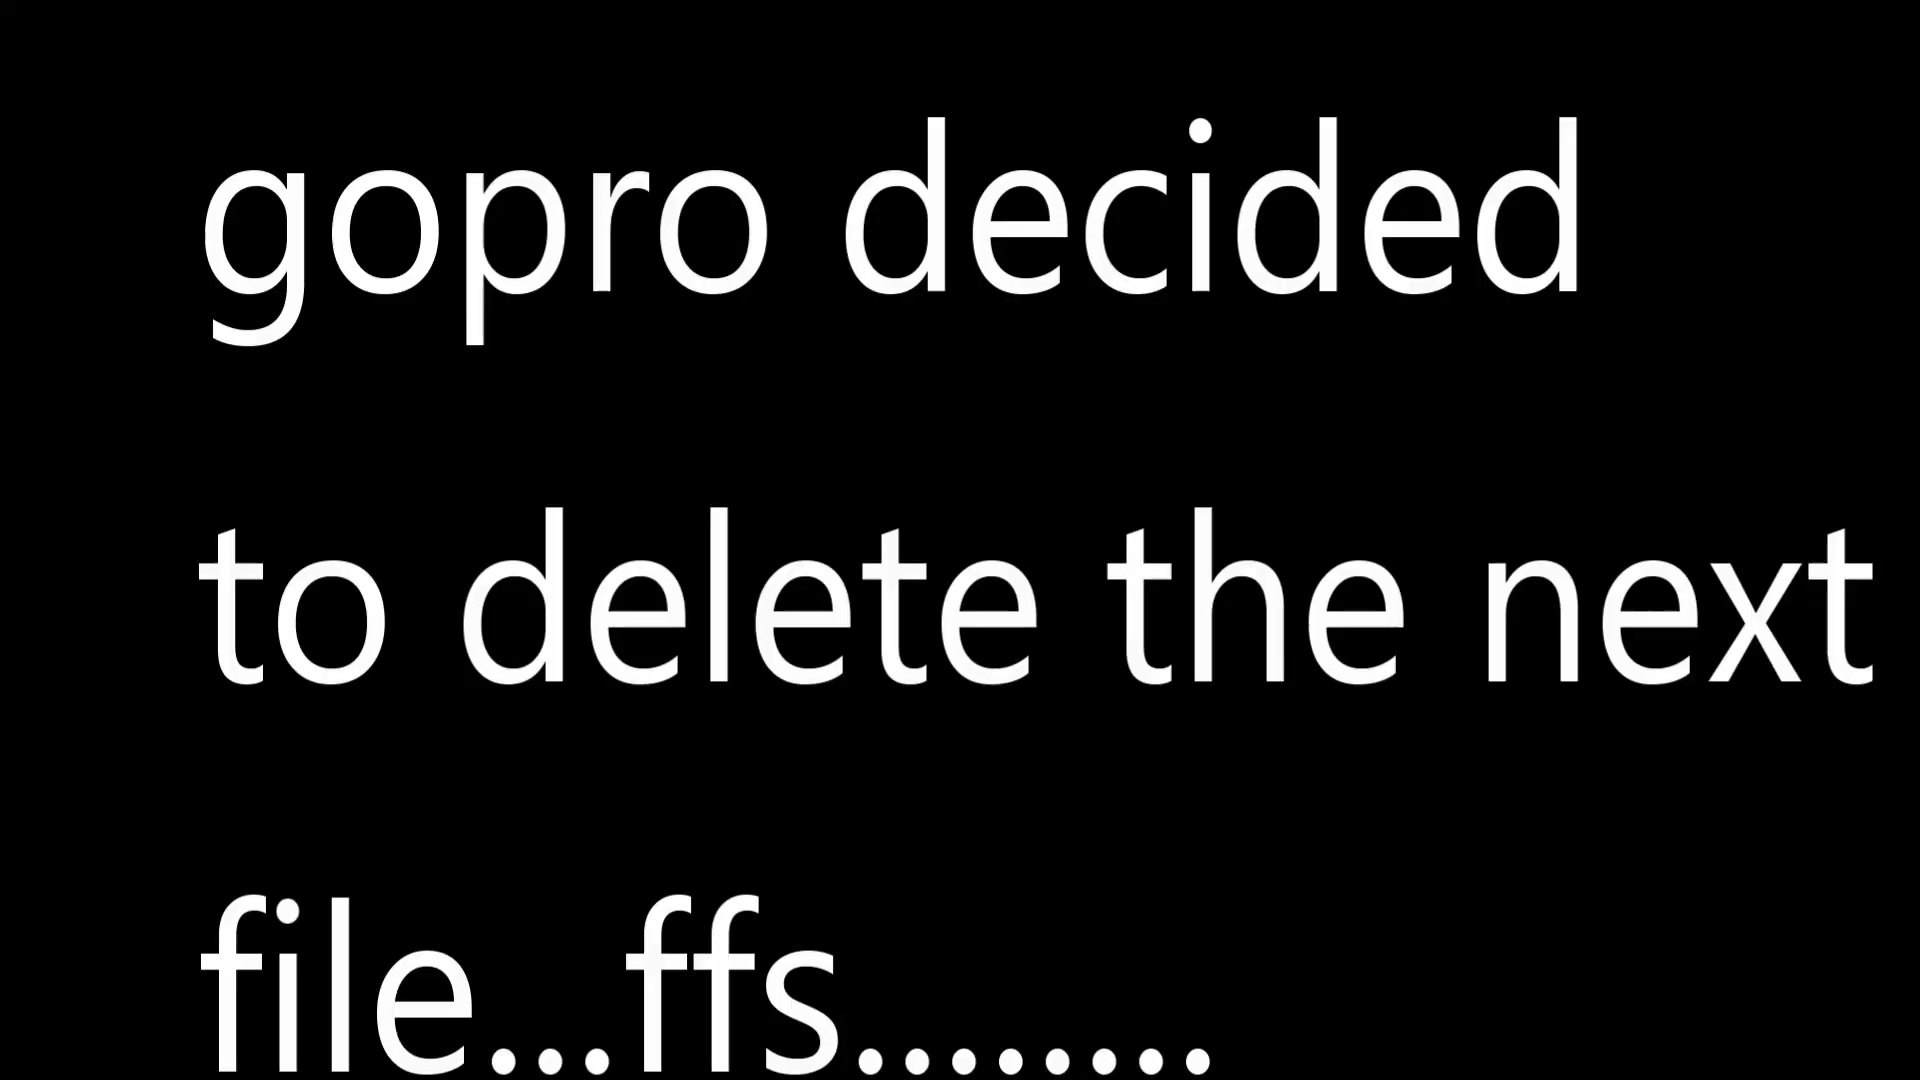 gopro decided
to delete the next
file...ffs........